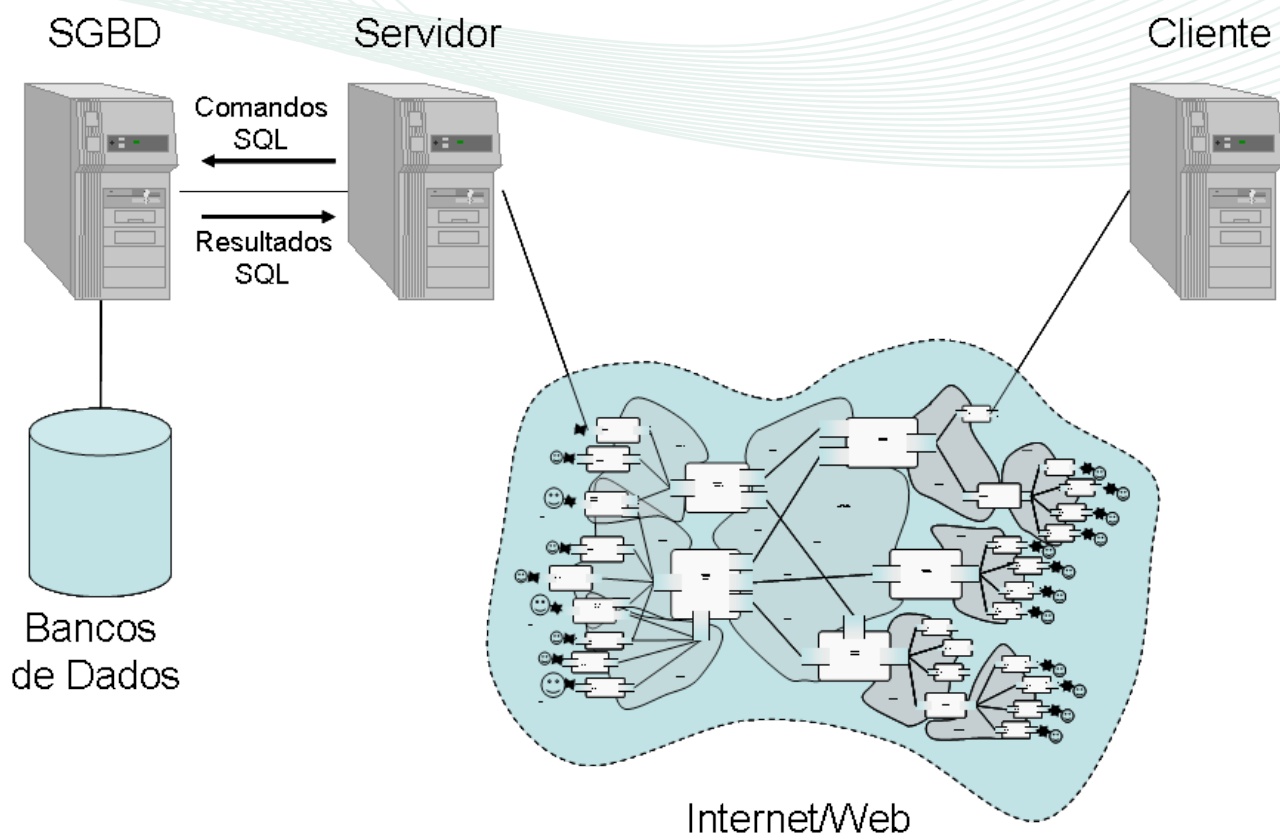 SGBD
Servidor
Cliente
Comandos
SQL
Resultados
SQL
Bancos
de Dados
Internet/Web